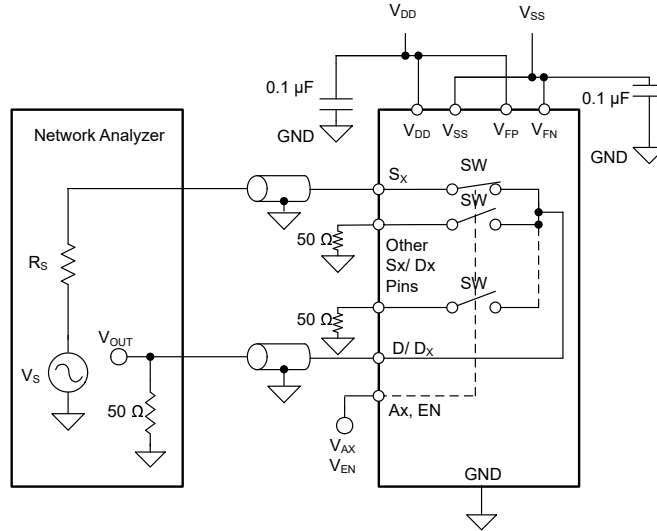 VDD
VSS
0.1 µF
0.1 µF
GND
GND
VDD
VSS
VFP
VFN
Network Analyzer
SX
SW
SW
50 Ω
Other
Sx/ Dx
Pins
RS
SW
50 Ω
VOUT
D/ DX
VS
50 Ω
Ax, EN
VAX
VEN
GND